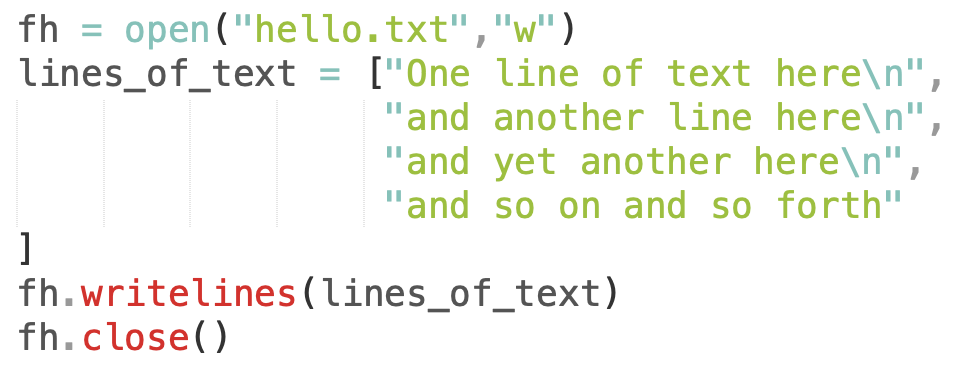 fh = open("hello.txt","w")
lines_of_text = ["One line of text here\n",
"and another line here\n",
"and yet another here\n",
"and so on and so forth"
]
fh.writelines(lines_of_text)
fh.close()